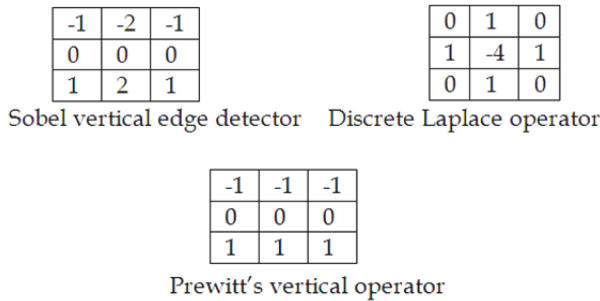 -1 -2 -1
0 0 0
1 2 1
Sobel vertical edge detector
0 1 0
1 -4 1
0 1 0
Discrete Laplace operator
-1 -1 -1
0 0 0
1 1 1
Prewitt's vertical operator